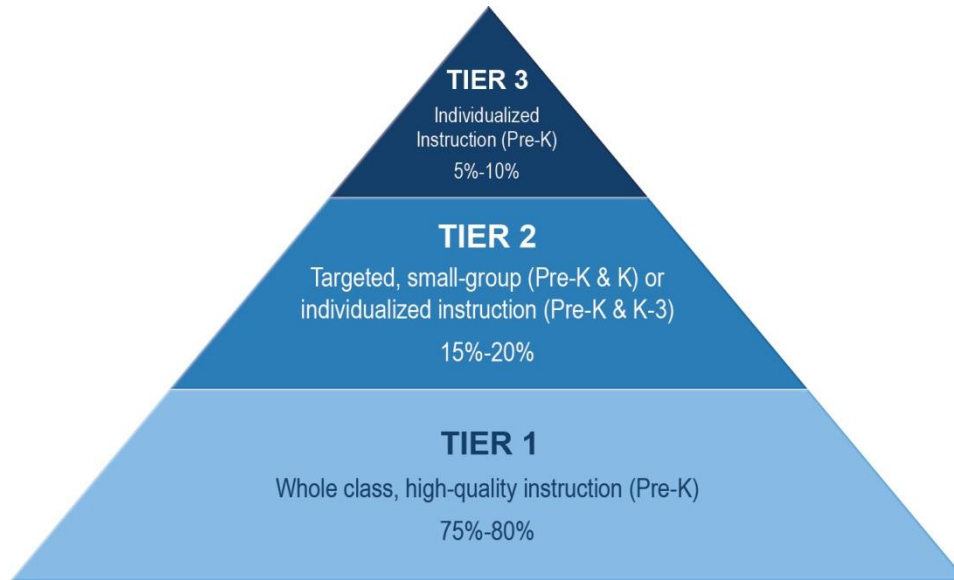 TIER 3
Individualized
Instruction (Pre-K)
5%-10%
TIER 2
Targeted, small-group (Pre-K & K) or
individualized instruction (Pre-K & K-3)
15%-20%
TIER 1
Whole class, high-quality instruction (Pre-K)
75%-80%